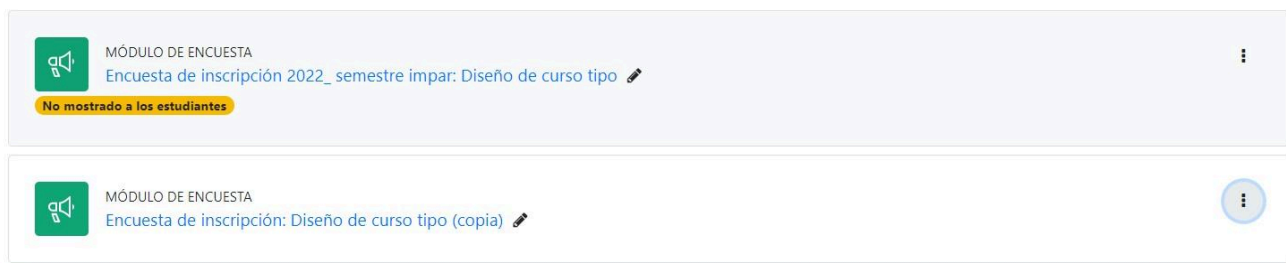 MÓDULO DE ENCUESTA
Encuesta de inscripción 2022_ semestre impar: Diseño de curso tipo
No mostrado a los estudiantes
MÓDULO DE ENCUESTA
Encuesta de inscripción: Diseño de curso tipo (copia)